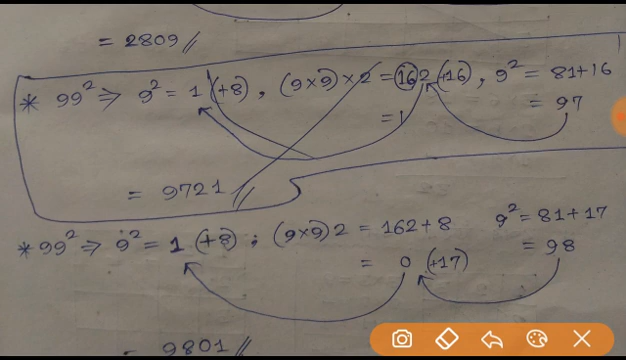 = 2809//
* 99² ⇒ 9² = 1 (+8), (9×9)×2 = 162 (+16), 9² = 81+16
= 1
= 97
= 9721 //
* 99² ⇒ 9² = 1 (+8) ; (9×9) 2 = 162+8 9² = 81+17
= 0 (+17) = 98
= 9801 //